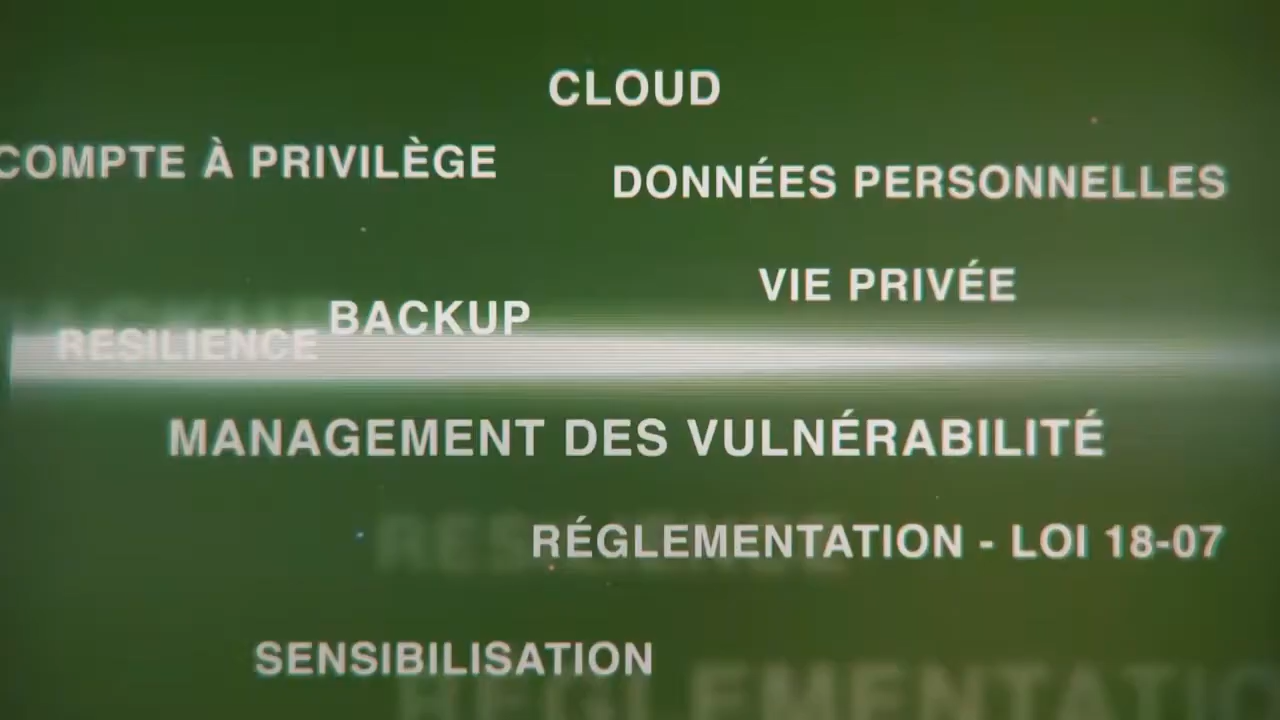 CLOUD
COMPTE À PRIVILÈGE
DONNÉES PERSONNELLES
VIE PRIVÉE
BACKUP
RESILIENCE
MANAGEMENT DES VULNÉRABILITÉ
RÉGLEMENTATION - LOI 18-07
SENSIBILISATION